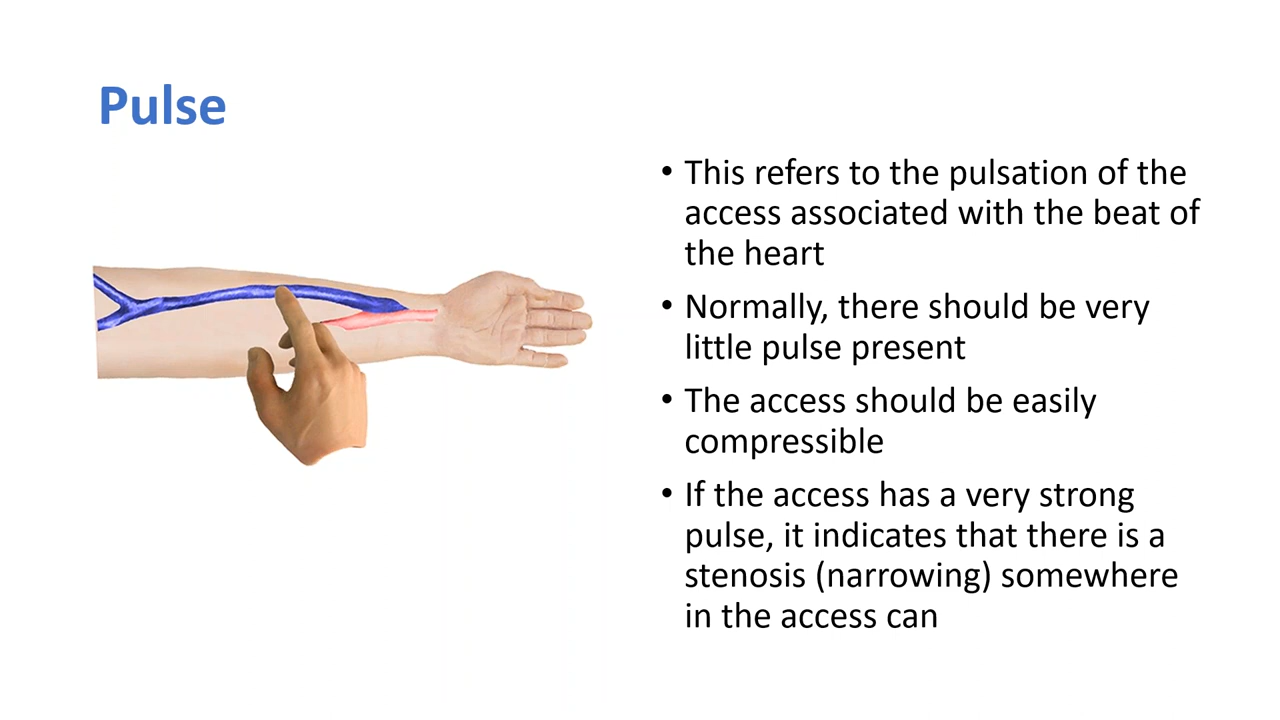 Pulse
• This refers to the pulsation of the
access associated with the beat of
the heart
• Normally, there should be very
little pulse present
• The access should be easily
compressible
• If the access has a very strong
pulse, it indicates that there is a
stenosis (narrowing) somewhere
in the access can